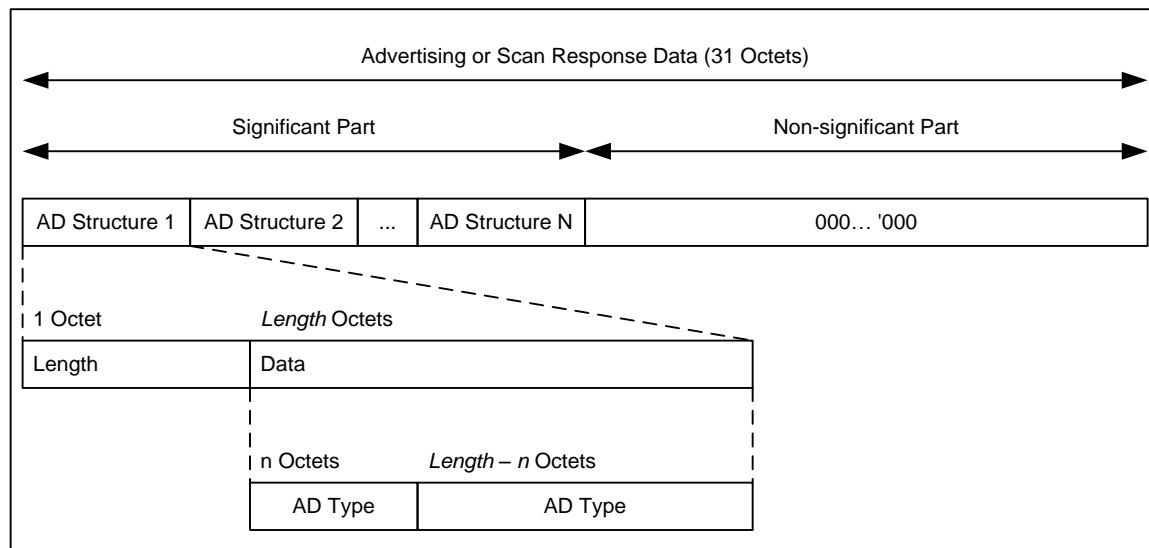 Advertising or Scan Response Data (31 Octets)
Significant Part Non-significant Part
AD Structure 1 AD Structure 2 ... AD Structure N 000… '000
1 Octet Length Octets
Length Data
n Octets Length – n Octets
AD Type AD Type